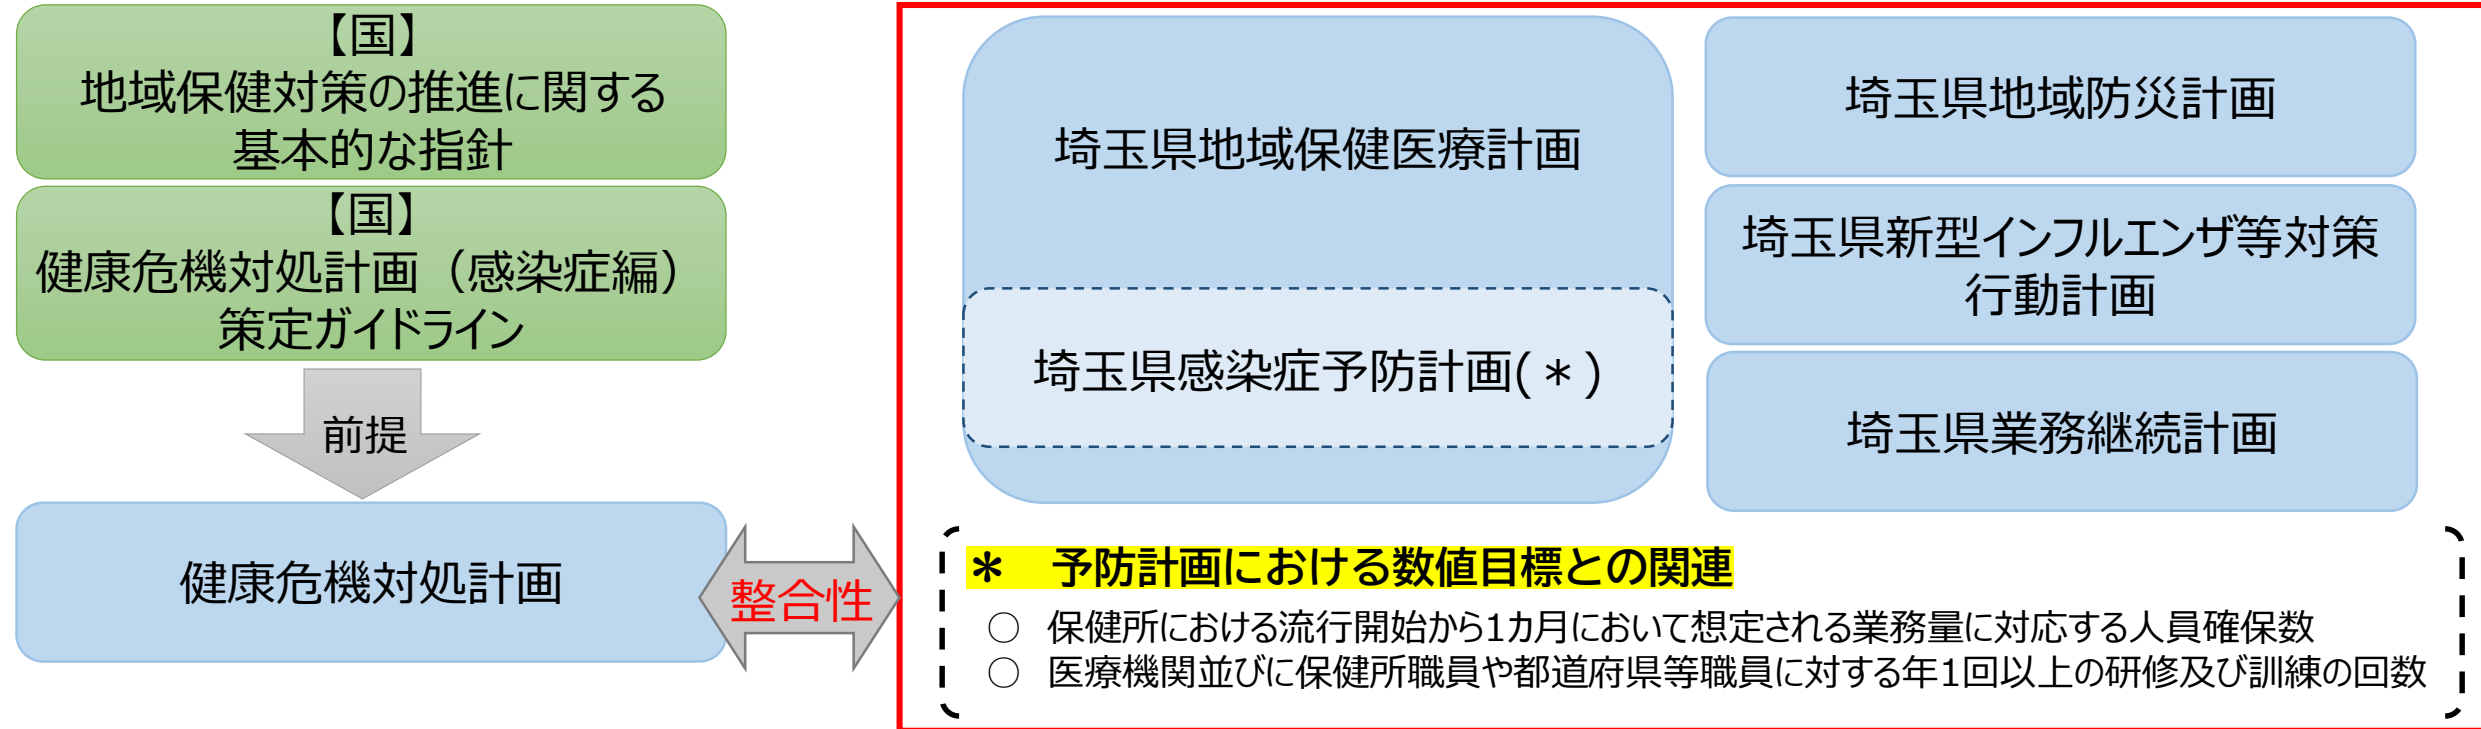 【国】
地域保健対策の推進に関する
基本的な指針
【国】
健康危機対処計画（感染症編）
策定ガイドライン
前提
健康危機対処計画
整合性
埼玉県地域保健医療計画
埼玉県感染症予防計画(＊)
埼玉県地域防災計画
埼玉県新型インフルエンザ等対策
行動計画
埼玉県業務継続計画
＊　予防計画における数値目標との関連
○　保健所における流行開始から1カ月において想定される業務量に対応する人員確保数
○　医療機関並びに保健所職員や都道府県等職員に対する年1回以上の研修及び訓練の回数